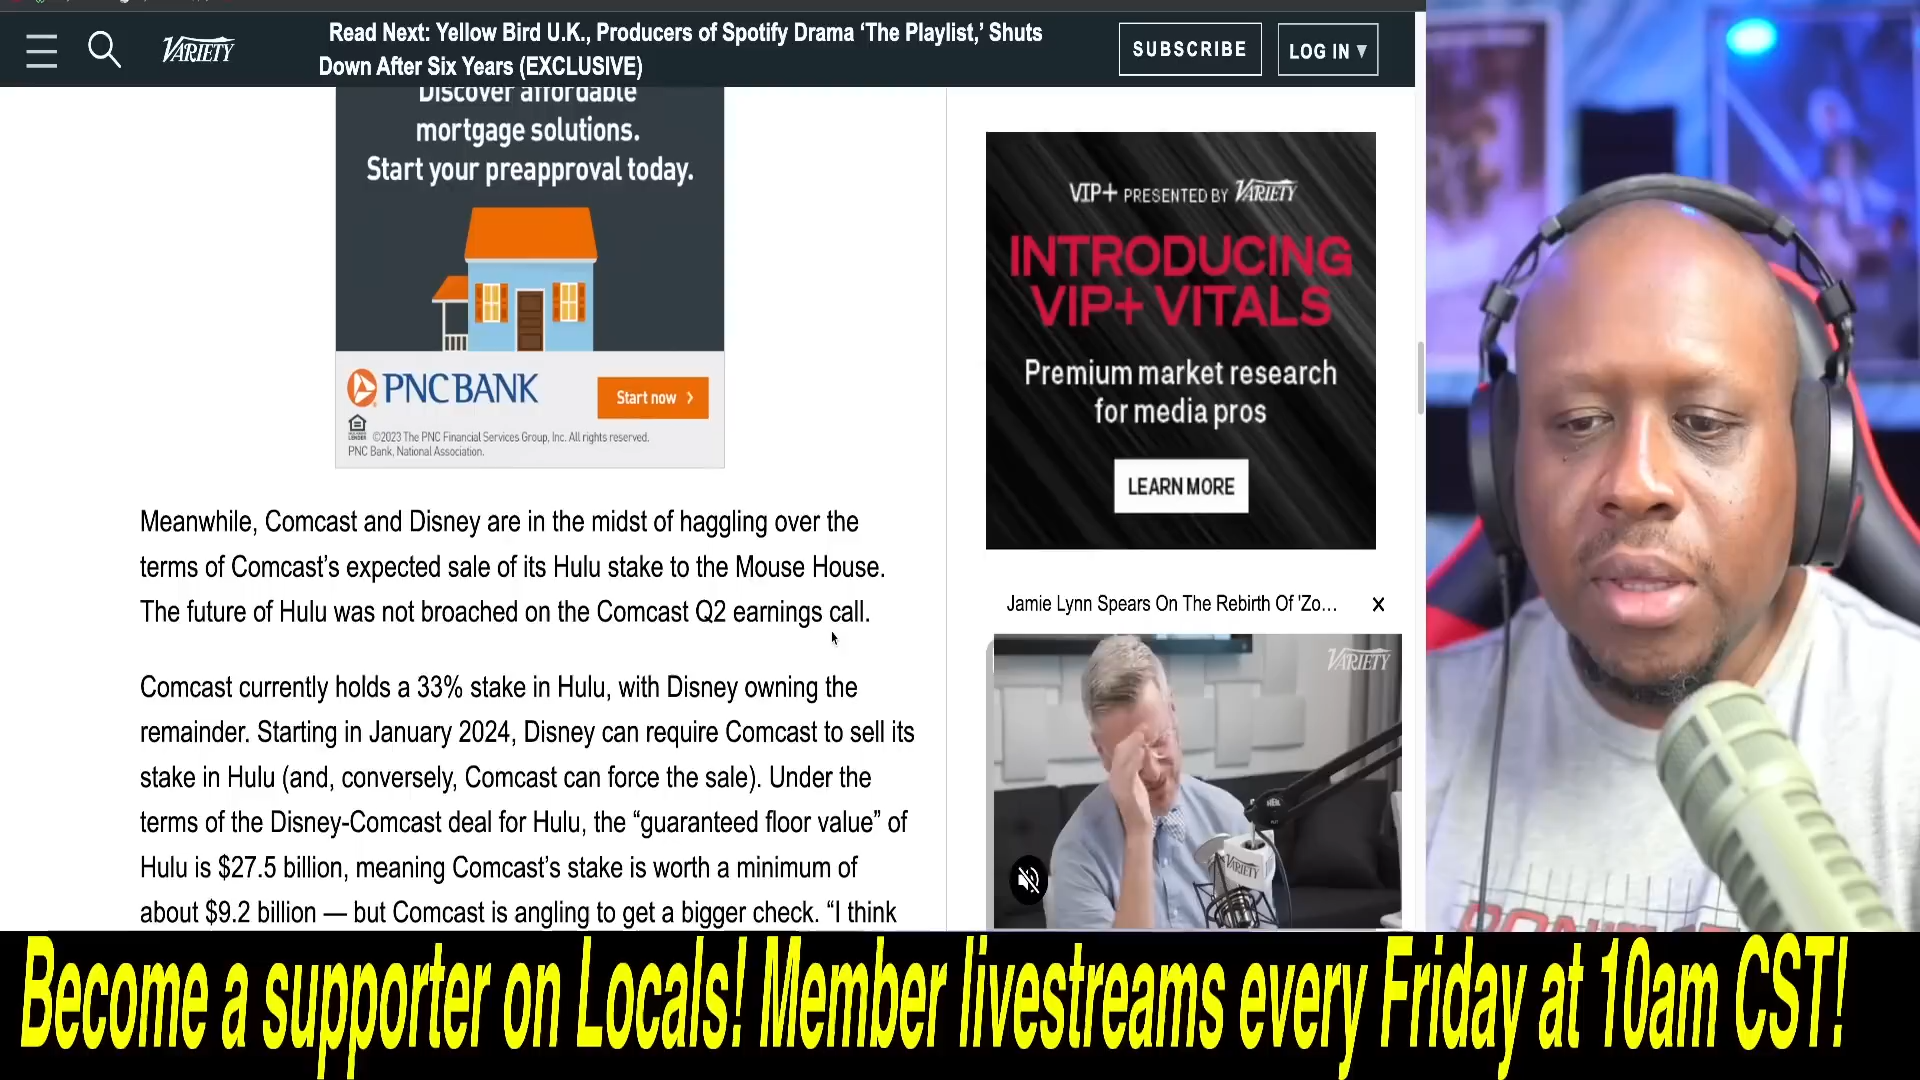 VARIETY
Read Next: Yellow Bird U.K., Producers of Spotify Drama ‘The Playlist,’ Shuts
Down After Six Years (EXCLUSIVE)
SUBSCRIBE
LOG IN ▼
Discover affordable
mortgage solutions.
Start your preapproval today.
PNC BANK
Start now >
©2023 The PNC Financial Services Group, Inc. All rights reserved.
PNC Bank, National Association.
Meanwhile, Comcast and Disney are in the midst of haggling over the
terms of Comcast’s expected sale of its Hulu stake to the Mouse House.
The future of Hulu was not broached on the Comcast Q2 earnings call.
Comcast currently holds a 33% stake in Hulu, with Disney owning the
remainder. Starting in January 2024, Disney can require Comcast to sell its
stake in Hulu (and, conversely, Comcast can force the sale). Under the
terms of the Disney-Comcast deal for Hulu, the “guaranteed floor value” of
Hulu is $27.5 billion, meaning Comcast’s stake is worth a minimum of
about $9.2 billion — but Comcast is angling to get a bigger check. “I think
VIP+ PRESENTED BY VARIETY
INTRODUCING
VIP+ VITALS
Premium market research
for media pros
LEARN MORE
Jamie Lynn Spears On The Rebirth Of 'Zo...
VARIETY
VARIETY
Become a supporter on Locals! Member livestreams every Friday at 10am CST!